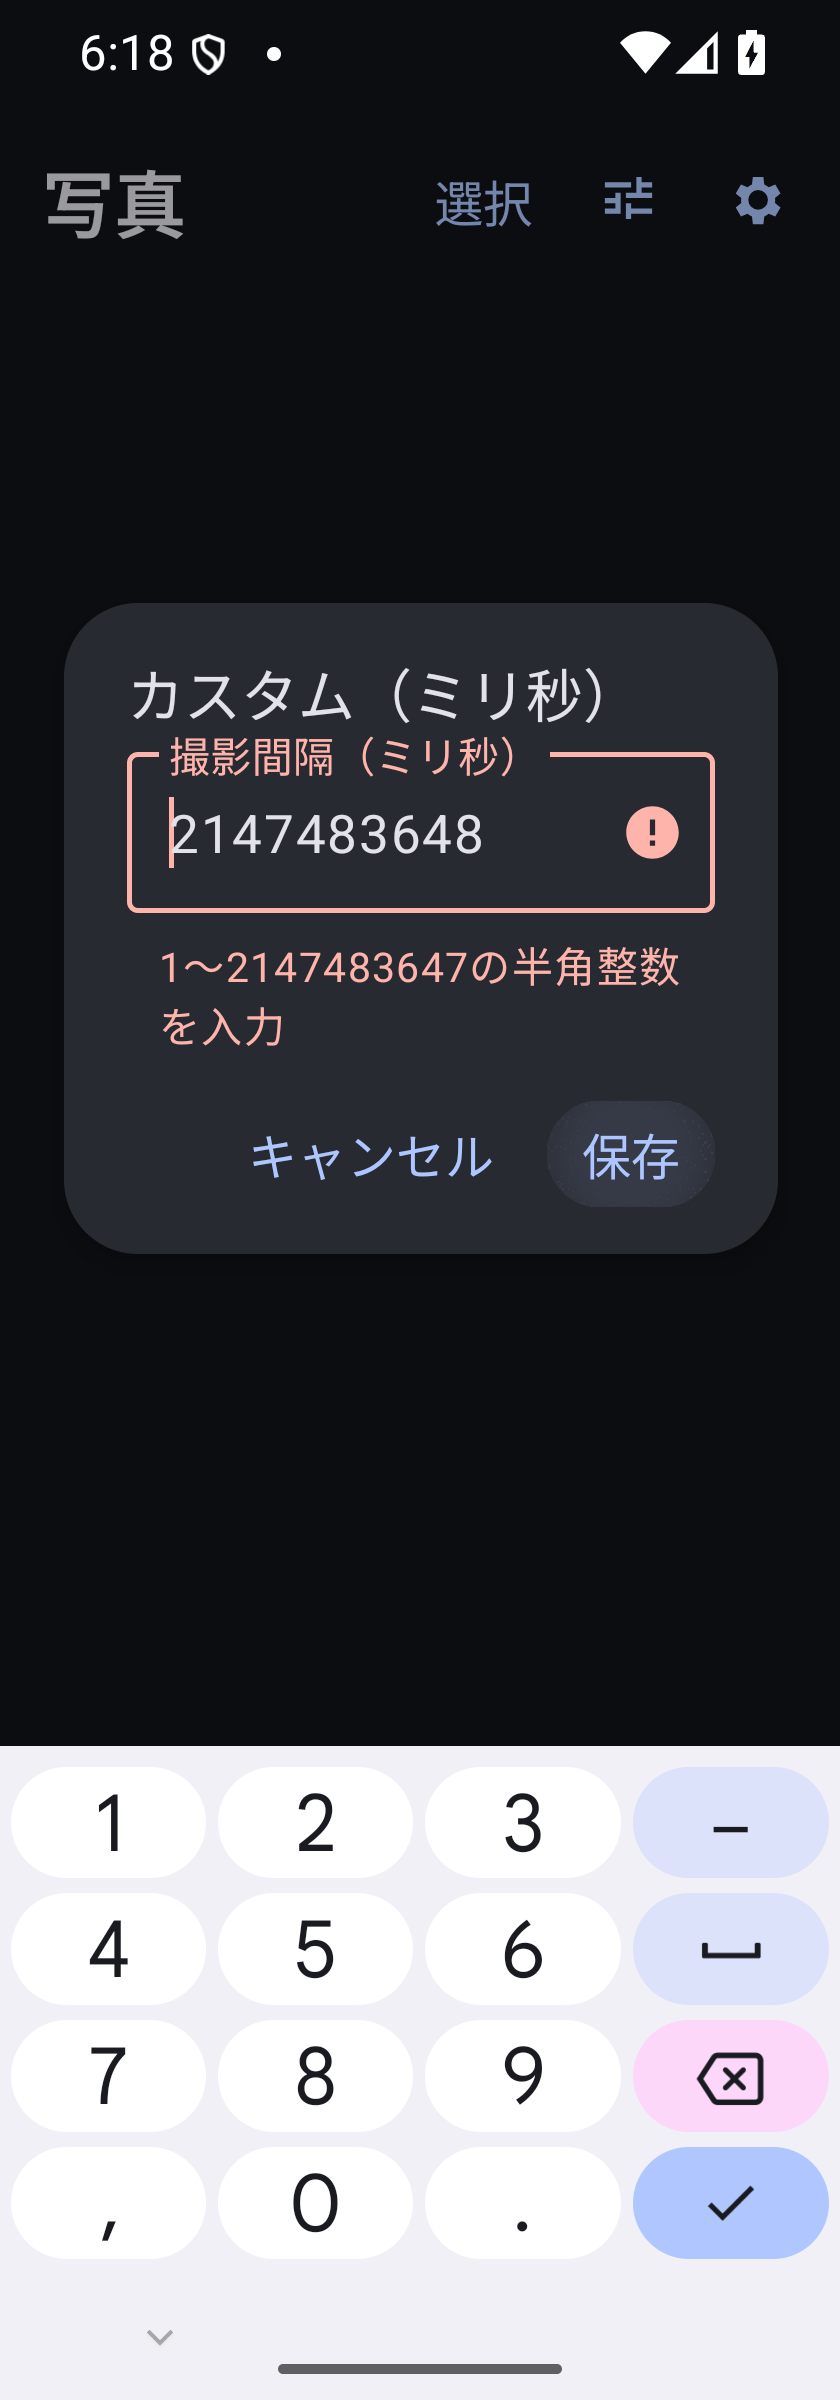 6:18
写真
選択
カスタム（ミリ秒）
撮影間隔（ミリ秒）
2147483648
1～2147483647の半角整数
を入力
キャンセル 保存
1 2 3 –
4 5 6
7 8 9
, 0 .